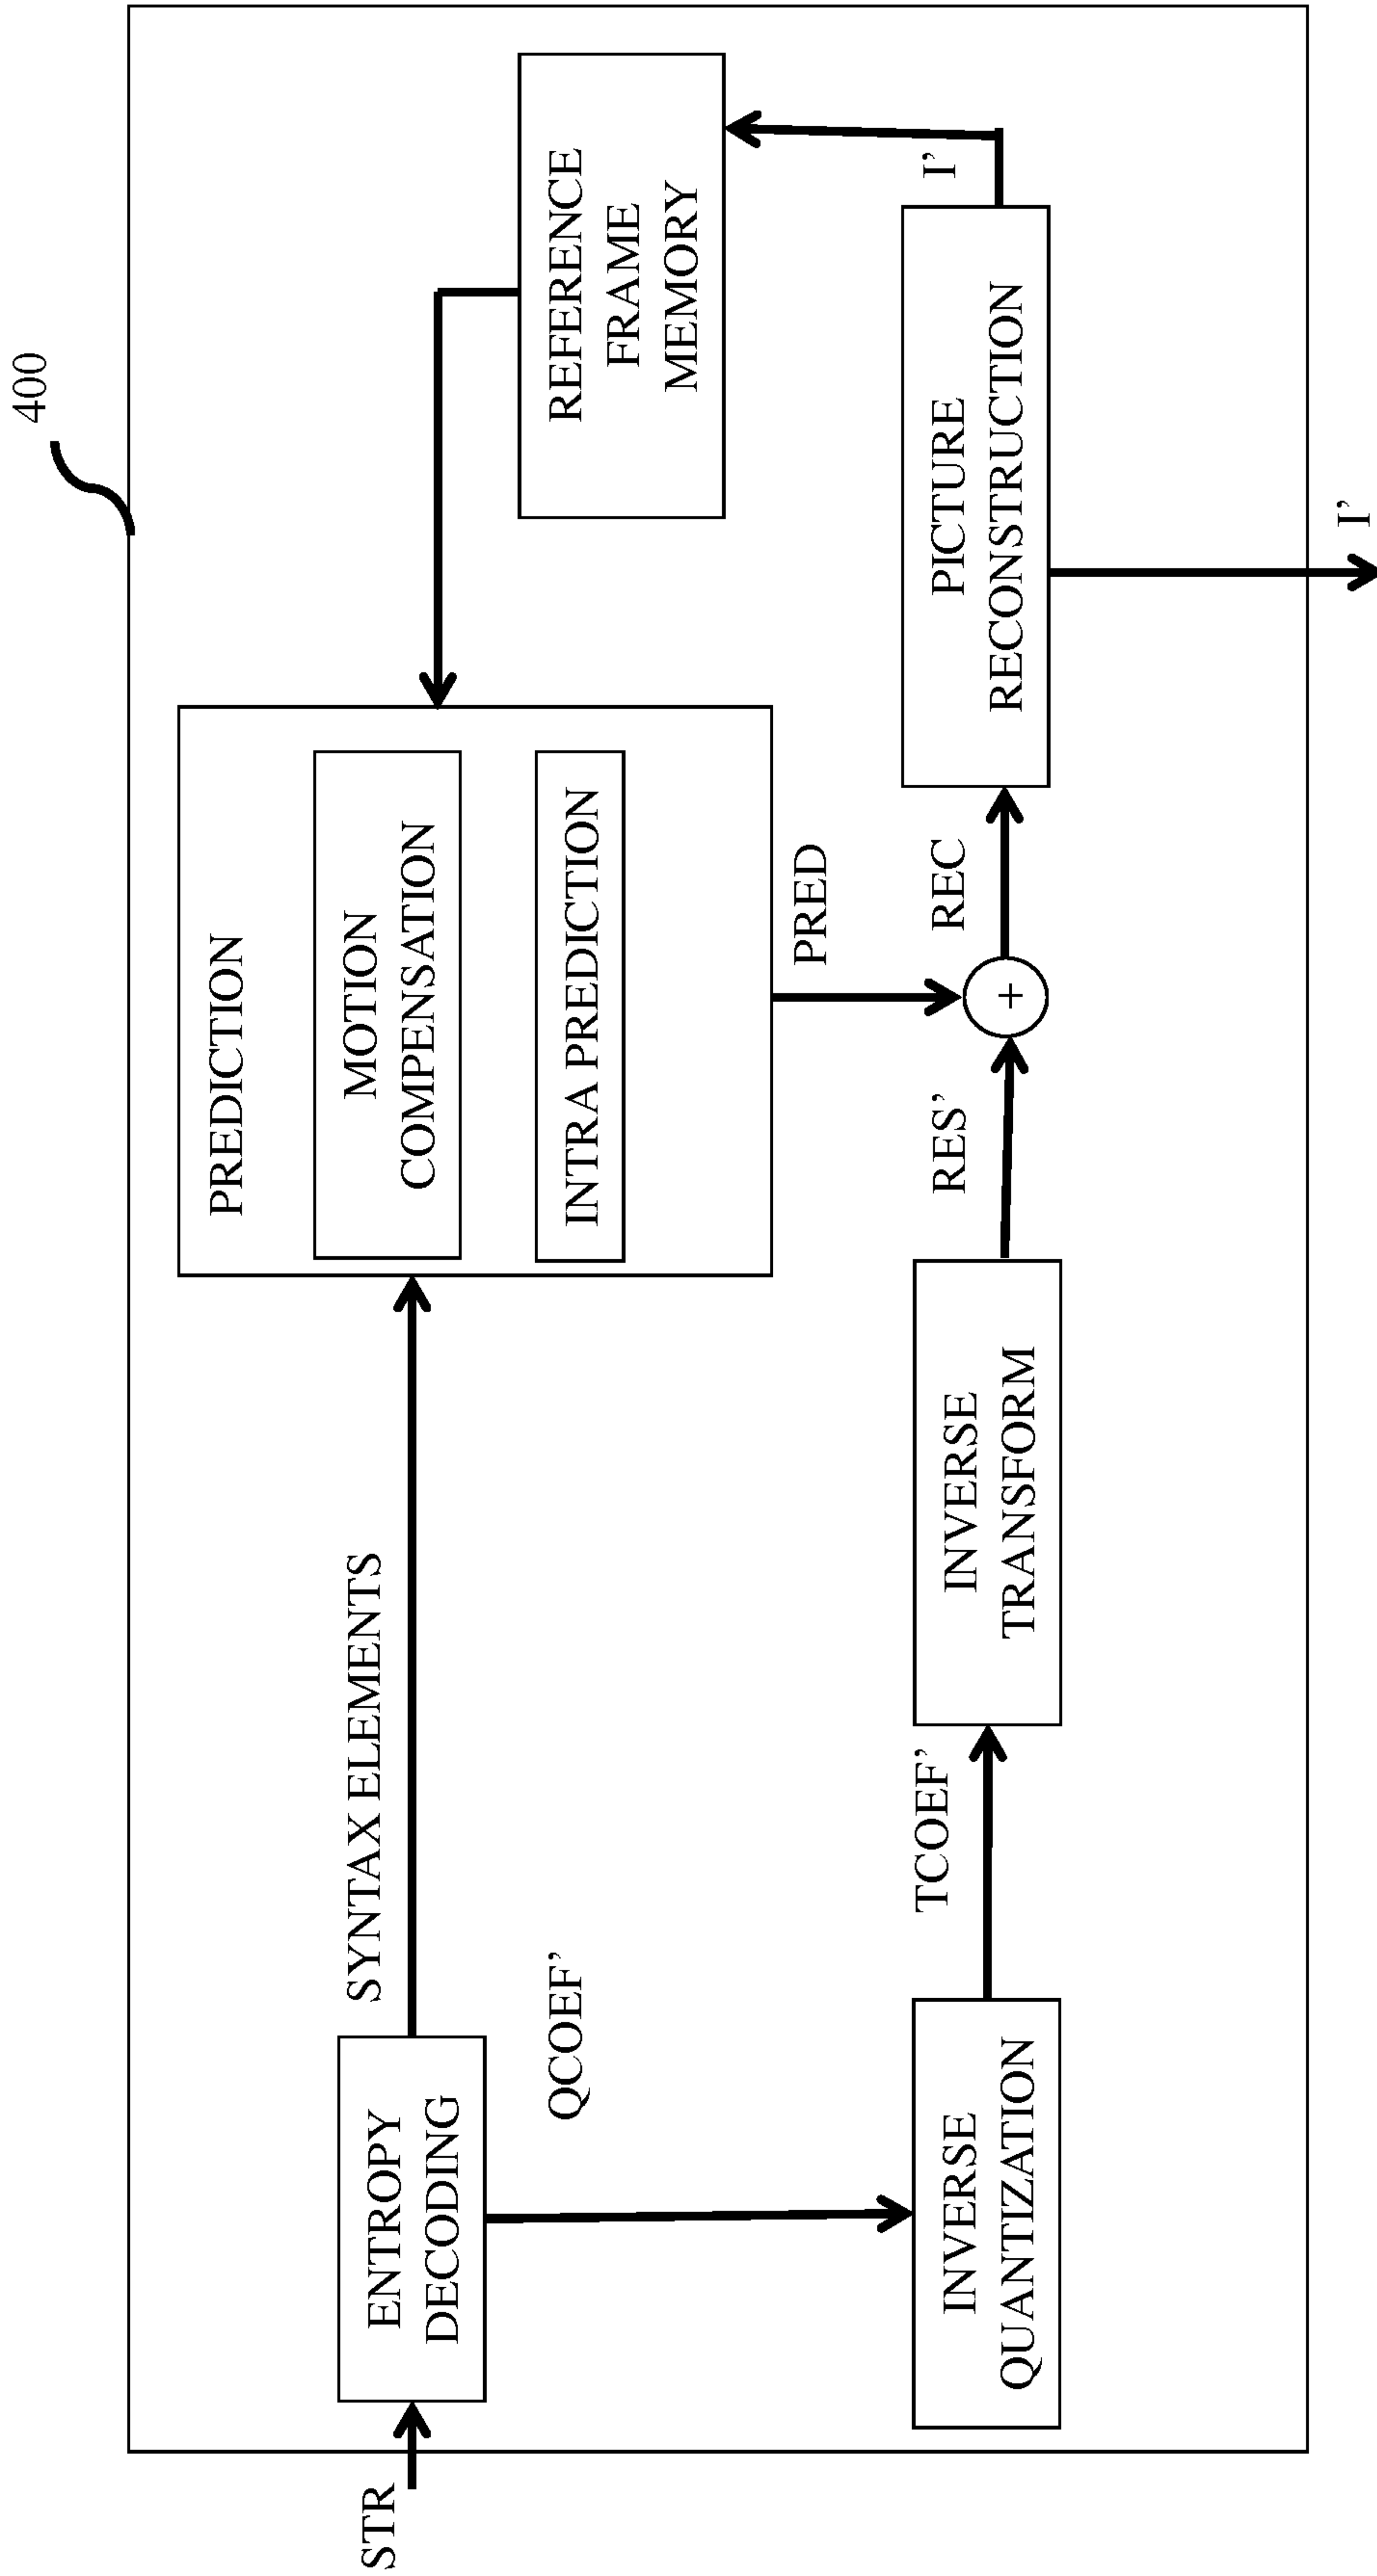 400
PREDICTION
MOTION
COMPENSATION
INTRA PREDICTION
REFERENCE
FRAME
MEMORY
SYNTAX ELEMENTS
STR
ENTROPY
DECODING
QCOEF’
PRED
I’
INVERSE
QUANTIZATION
TCOEF’
INVERSE
TRANSFORM
RES’
+
REC
PICTURE
RECONSTRUCTION
I’